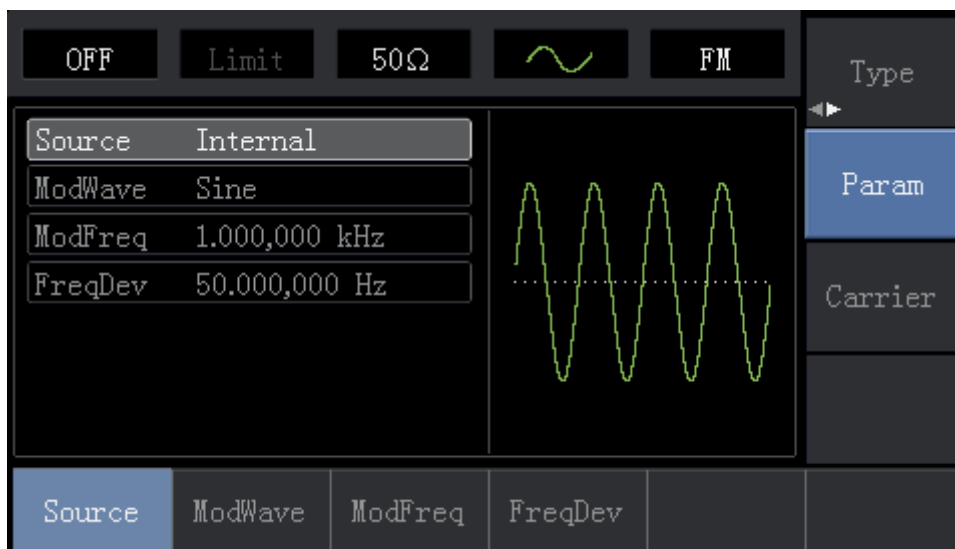 OFF Limit 50Ω FM
Type
Source Internal
ModWave Sine
Param
ModFreq 1.000,000 kHz
FreqDev 50.000,000 Hz
Carrier
Source ModWave ModFreq FreqDev